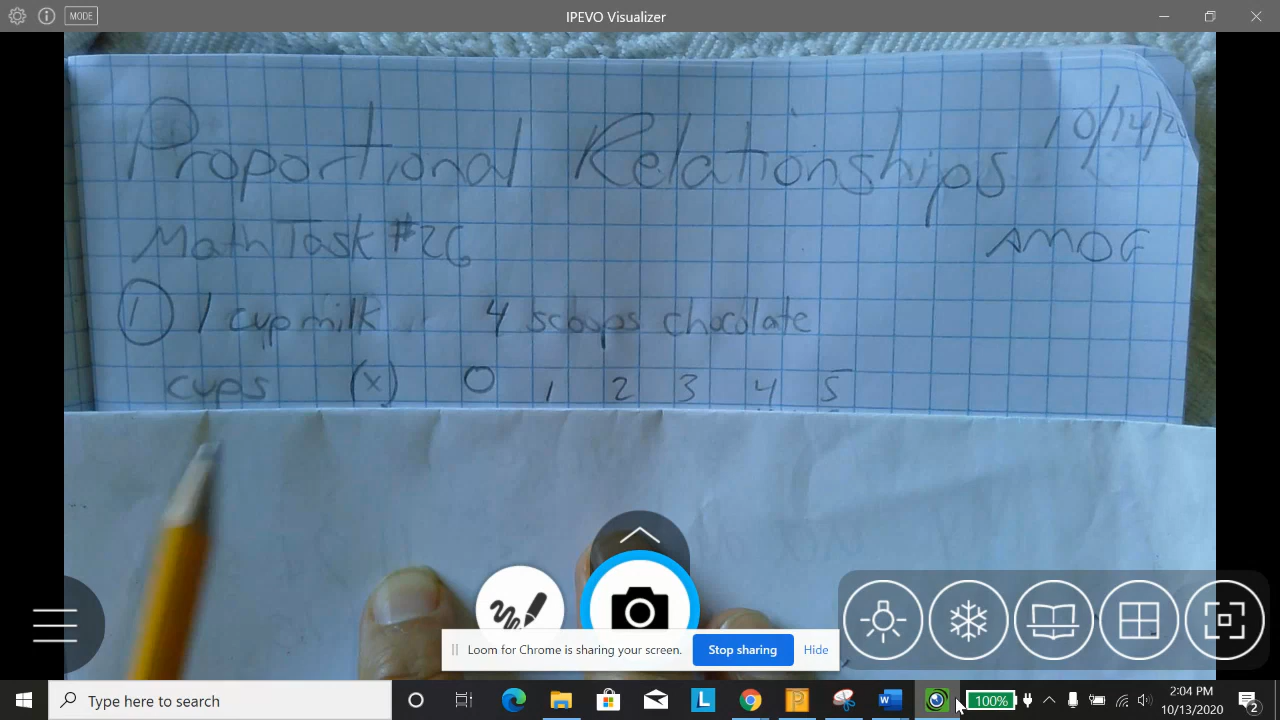 MODE
IPEVO Visualizer
Proportional Relationships 10/14/20
Math Task #26
1 1 cup milk 4 scoops chocolate
cups (x) 0 1 2 3 4 5
Loom for Chrome is sharing your screen. Stop sharing Hide
Type here to search
L
P
W
100%
2:04 PM
10/13/2020
2